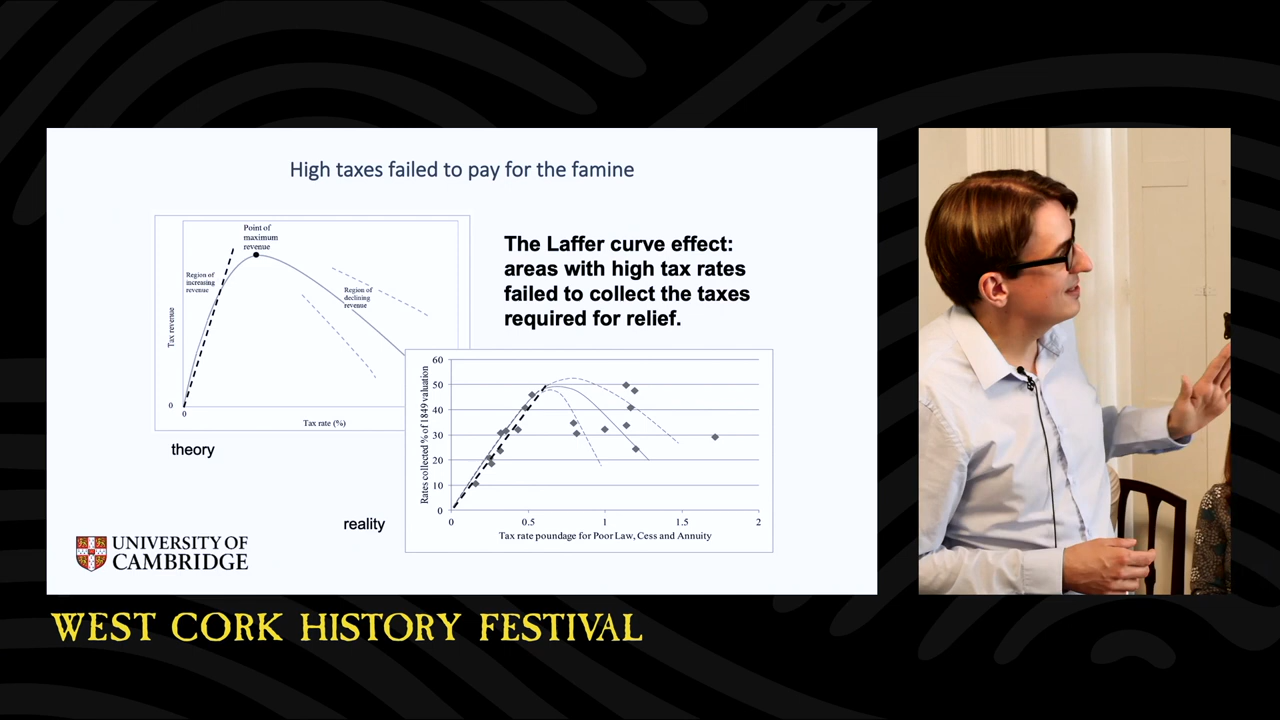 High taxes failed to pay for the famine
Point of
maximum
revenue
Region of
increasing
revenue
Region of
declining
revenue
Tax revenue
0
0
Tax rate (%)
theory
The Laffer curve effect:
areas with high tax rates
failed to collect the taxes
required for relief.
Rates collected % of 1849 valuation
60
50
40
30
20
10
0
0
0.5
1
1.5
2
Tax rate poundage for Poor Law, Cess and Annuity
reality
UNIVERSITY OF
CAMBRIDGE
WEST CORK HISTORY FESTIVAL